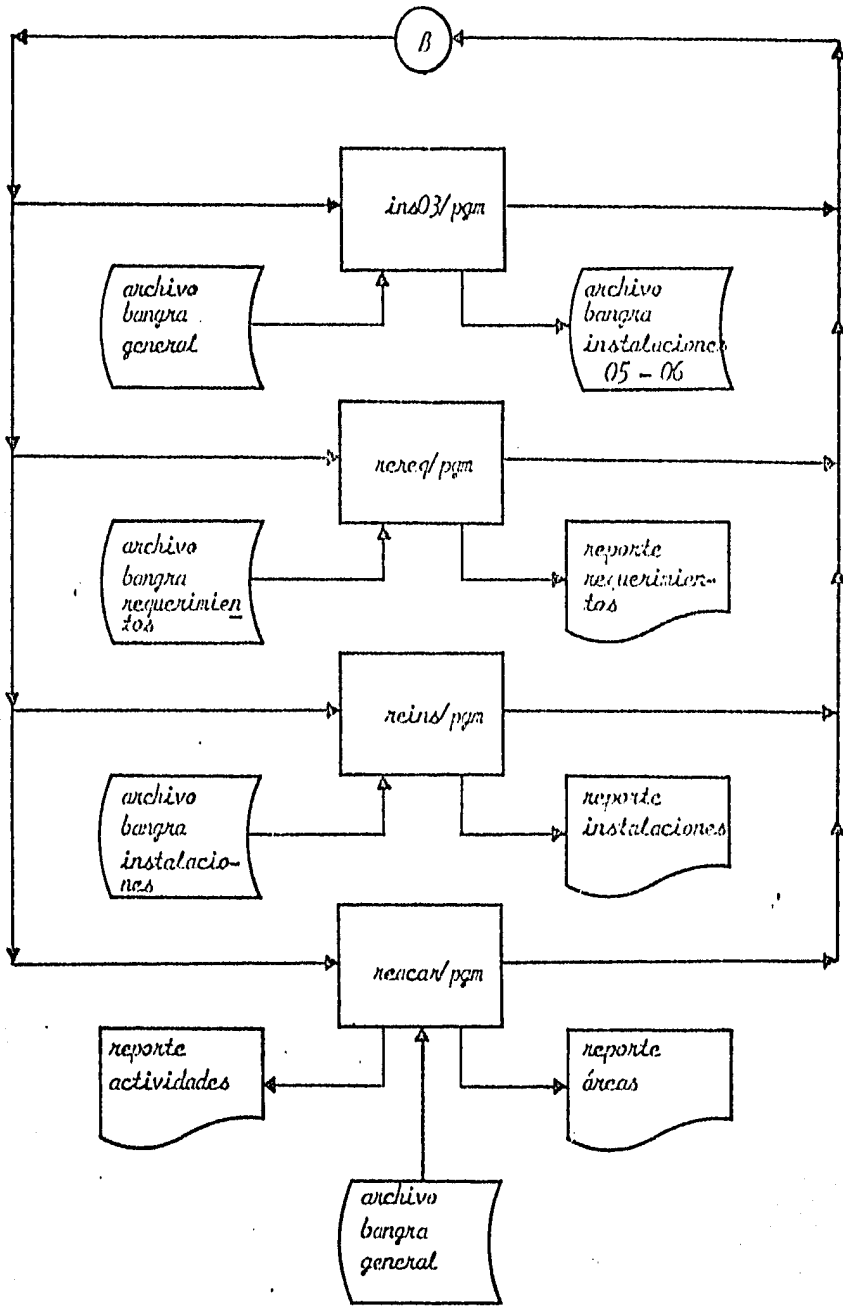 B
ins03/pgm
archivo
bangra
general
archivo
bangra
instalaciones
05 - 06
rereq/pgm
archivo
bangra
requerimien
tos
reporte
requerimien-
tos
reins/pgm
archivo
bangra
instalacio-
nes
reporte
instalaciones
reacar/pgm
reporte
actividades
reporte
áreas
archivo
bangra
general